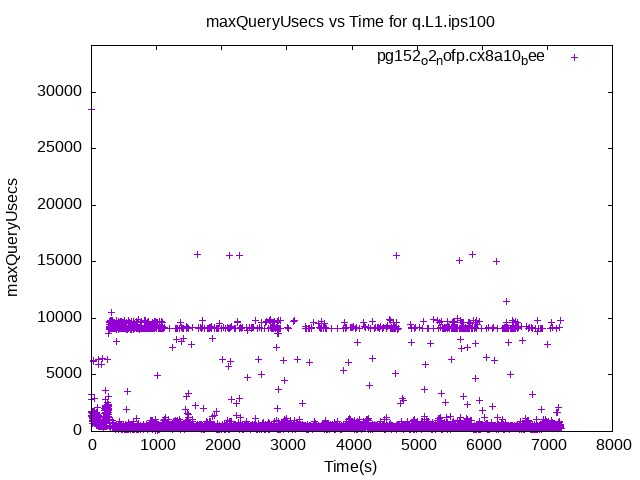 maxQueryUsecs vs Time for q.L1.ips100
pg152o2nofp.cx8a10bee
maxQueryUsecs
30000
25000
20000
15000
10000
5000
0
0 1000 2000 3000 4000 5000 6000 7000 8000
Time(s)